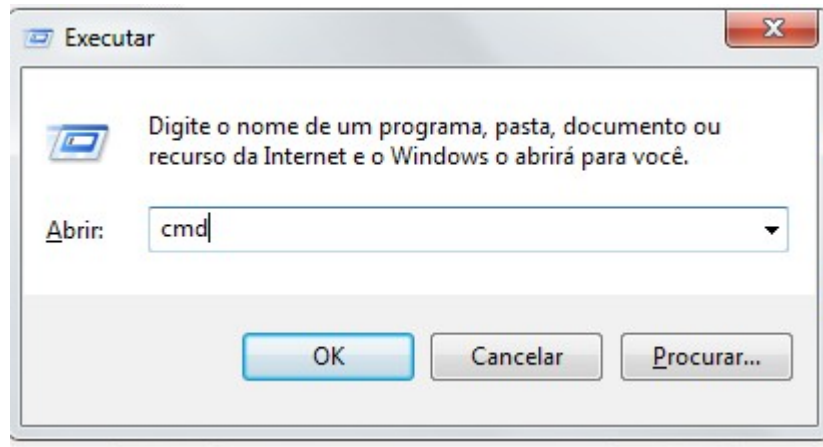 Executar
Digite o nome de um programa, pasta, documento ou
recurso da Internet e o Windows o abrirá para você.
Abrir: cmd
OK Cancelar Procurar...